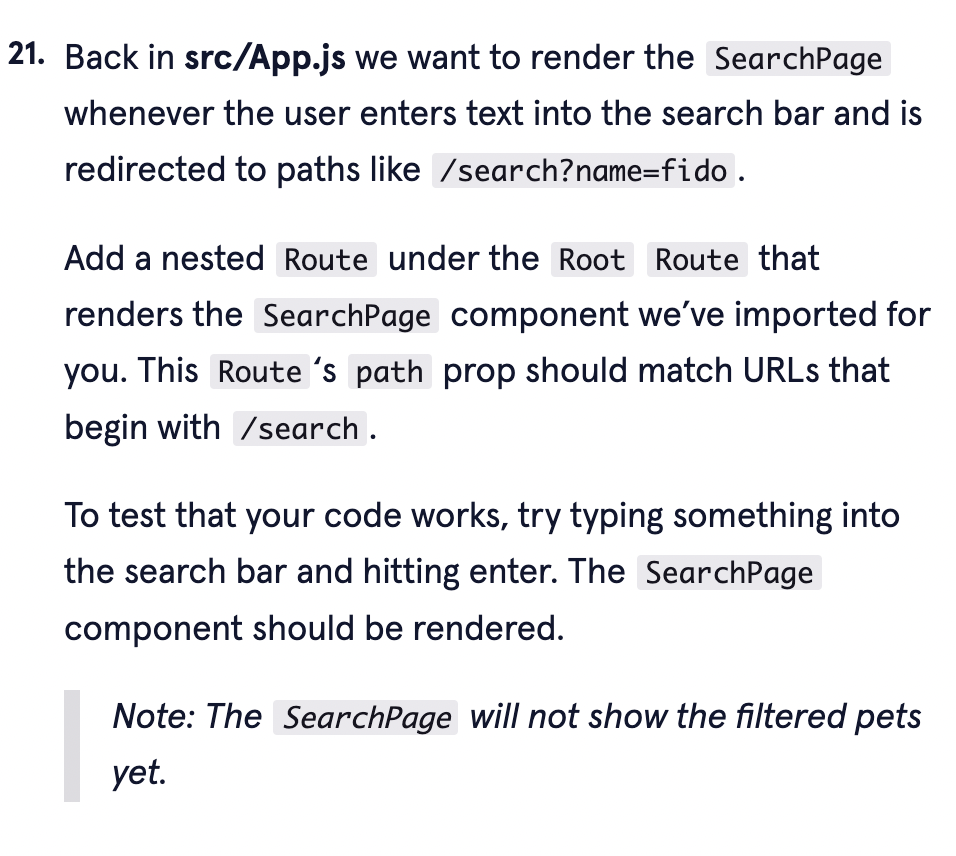 21. Back in src/App.js we want to render the SearchPage
whenever the user enters text into the search bar and is
redirected to paths like /search?name=fido.
Add a nested Route under the Root Route that
renders the SearchPage component we’ve imported for
you. This Route‘s path prop should match URLs that
begin with /search.
To test that your code works, try typing something into
the search bar and hitting enter. The SearchPage
component should be rendered.
Note: The SearchPage will not show the filtered pets
yet.